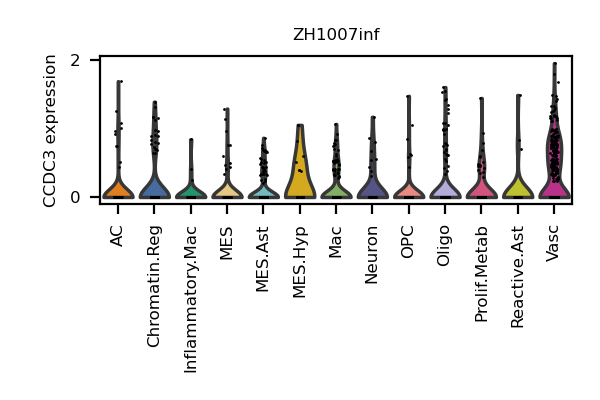 ZH1007inf
CCDC3 expression
2
0
AC
Chromatin.Reg
Inflammatory.Mac
MES
MES.Ast
MES.Hyp
Mac
Neuron
OPC
Oligo
Prolif.Metab
Reactive.Ast
Vasc